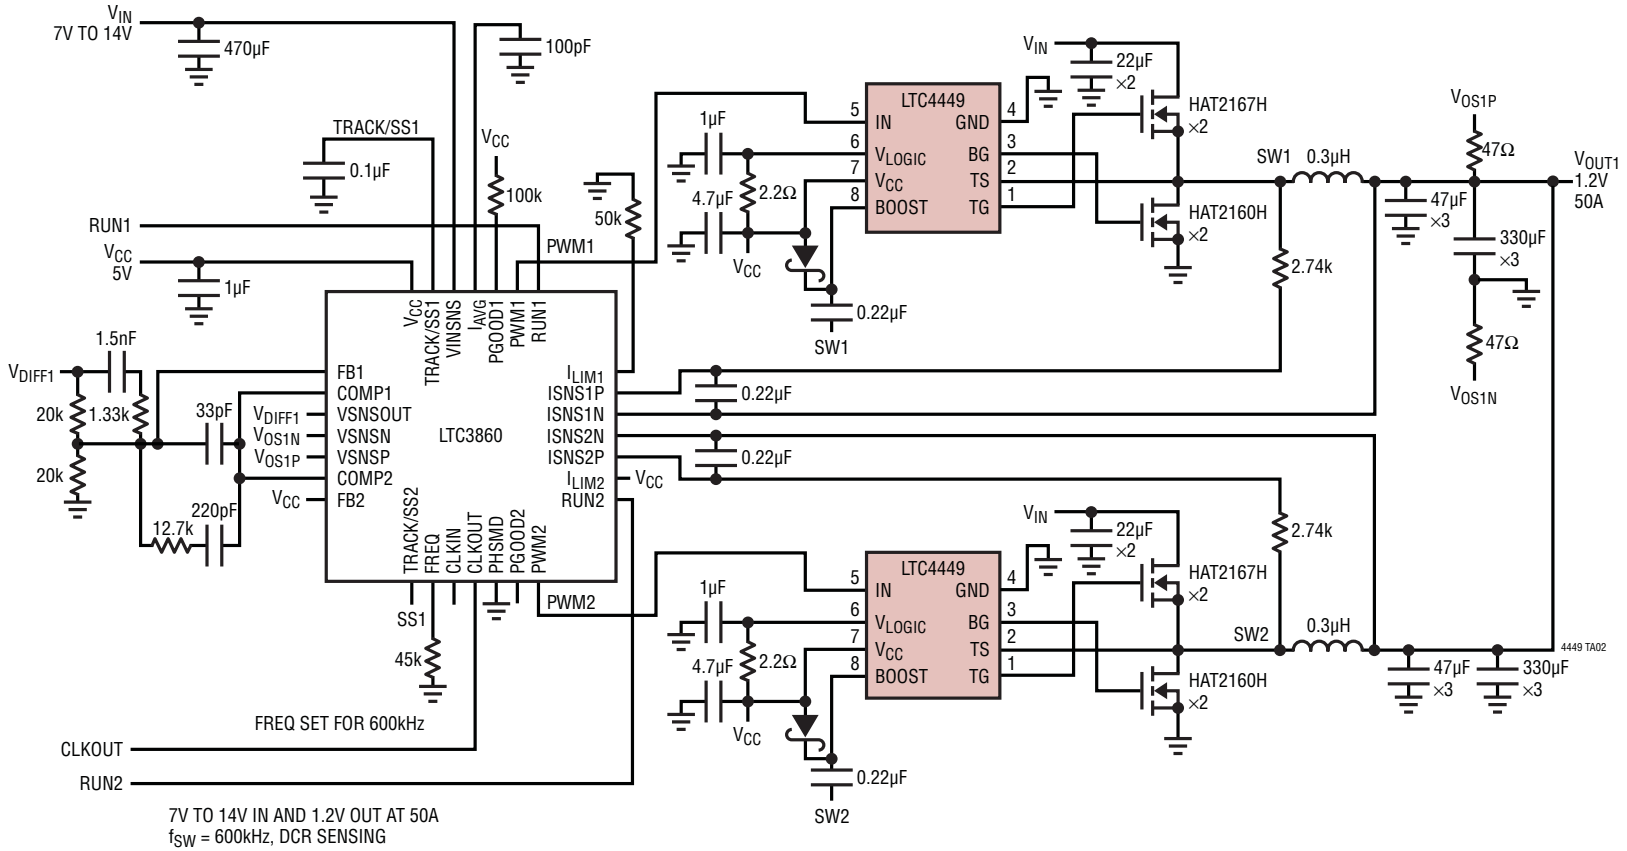 VIN
7V TO 14V
470µF
100pF
TRACK/SS1
0.1µF
VCC
100k
RUN1
VCC
5V
1µF
PWM1
50k
1µF
4.7µF
2.2Ω
VCC
0.22µF
SW1
LTC4449
5
IN
6
VLOGIC
7
VCC
8
BOOST
4
GND
3
BG
2
TS
1
TG
VIN
22µF
×2
HAT2167H
×2
HAT2160H
×2
SW1
0.3µH
2.74k
VOS1P
47Ω
VOUT1
1.2V
50A
47µF
×3
330µF
×3
47Ω
VOS1N
1.5nF
VDIFF1
20k
1.33k
33pF
20k
220pF
12.7k
VDIFF1
VOS1N
VOS1P
VCC
VCC
TRACK/SS1
VINSNS
IAVG
PGOOD1
PWM1
RUN1
FB1
COMP1
VSNSOUT
VSNSN
VSNSP
COMP2
FB2
LTC3860
ILIM1
ISNS1P
ISNS1N
ISNS2N
ISNS2P
ILIM2
RUN2
TRACK/SS2
FREQ
CLKIN
CLKOUT
PHSMD
PGOOD2
PWM2
0.22µF
0.22µF
VCC
SS1
45k
PWM2
FREQ SET FOR 600kHz
CLKOUT
RUN2
1µF
4.7µF
2.2Ω
VCC
0.22µF
SW2
LTC4449
5
IN
6
VLOGIC
7
VCC
8
BOOST
4
GND
3
BG
2
TS
1
TG
VIN
22µF
×2
HAT2167H
×2
HAT2160H
×2
2.74k
SW2
0.3µH
47µF
×3
330µF
×3
4449 TA02
7V TO 14V IN AND 1.2V OUT AT 50A
fSW = 600kHz, DCR SENSING